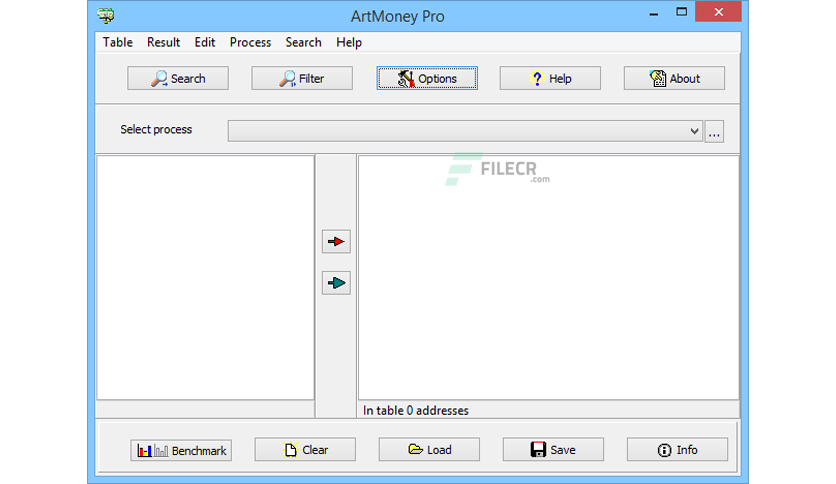 ArtMoney Pro
Table Result Edit Process Search Help
Search Filter Options ? Help About
Select process ...
FILECR
.com
In table 0 addresses
Benchmark Clear Load Save Info